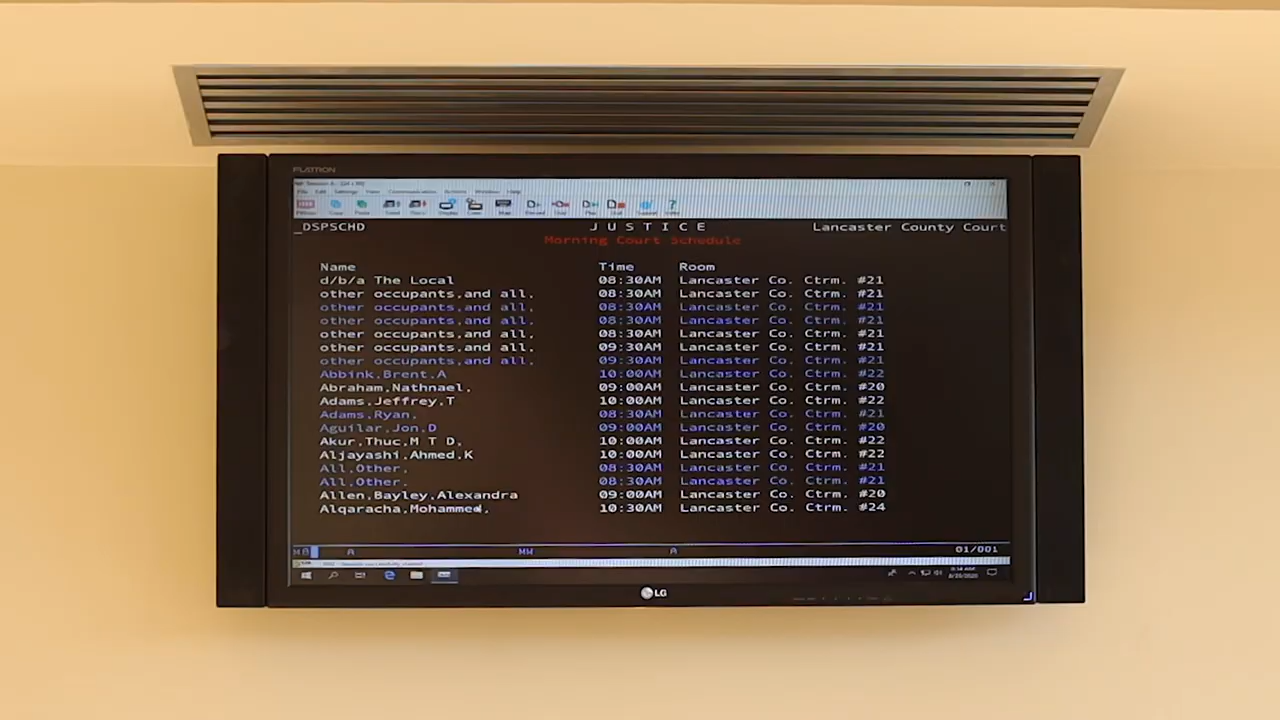 FLATRON
File Edit Settings View Communication Actions Window Help
_DSPSCHD J U S T I C E Lancaster County Court
Morning Court Schedule
Name Time Room
d/b/a The Local 08:30AM Lancaster Co. Ctrm. #21
other occupants,and all, 08:30AM Lancaster Co. Ctrm. #21
other occupants,and all, 08:30AM Lancaster Co. Ctrm. #21
other occupants,and all, 08:30AM Lancaster Co. Ctrm. #21
other occupants,and all, 08:30AM Lancaster Co. Ctrm. #21
other occupants,and all, 09:30AM Lancaster Co. Ctrm. #21
other occupants,and all, 09:30AM Lancaster Co. Ctrm. #21
Abbink,Brent,A 10:00AM Lancaster Co. Ctrm. #22
Abraham,Nathnael, 09:00AM Lancaster Co. Ctrm. #20
Adams,Jeffrey,T 10:00AM Lancaster Co. Ctrm. #22
Adams,Ryan, 08:30AM Lancaster Co. Ctrm. #21
Aguilar,Jon,D 09:00AM Lancaster Co. Ctrm. #20
Akur,Thuc,M T D, 10:00AM Lancaster Co. Ctrm. #22
Aljayashi,Ahmed,K 10:00AM Lancaster Co. Ctrm. #22
All,Other, 08:30AM Lancaster Co. Ctrm. #21
All,Other, 08:30AM Lancaster Co. Ctrm. #21
Allen,Bayley,Alexandra 09:00AM Lancaster Co. Ctrm. #20
Alqaracha,Mohammed, 10:30AM Lancaster Co. Ctrm. #24
A MW A 01/001
LG